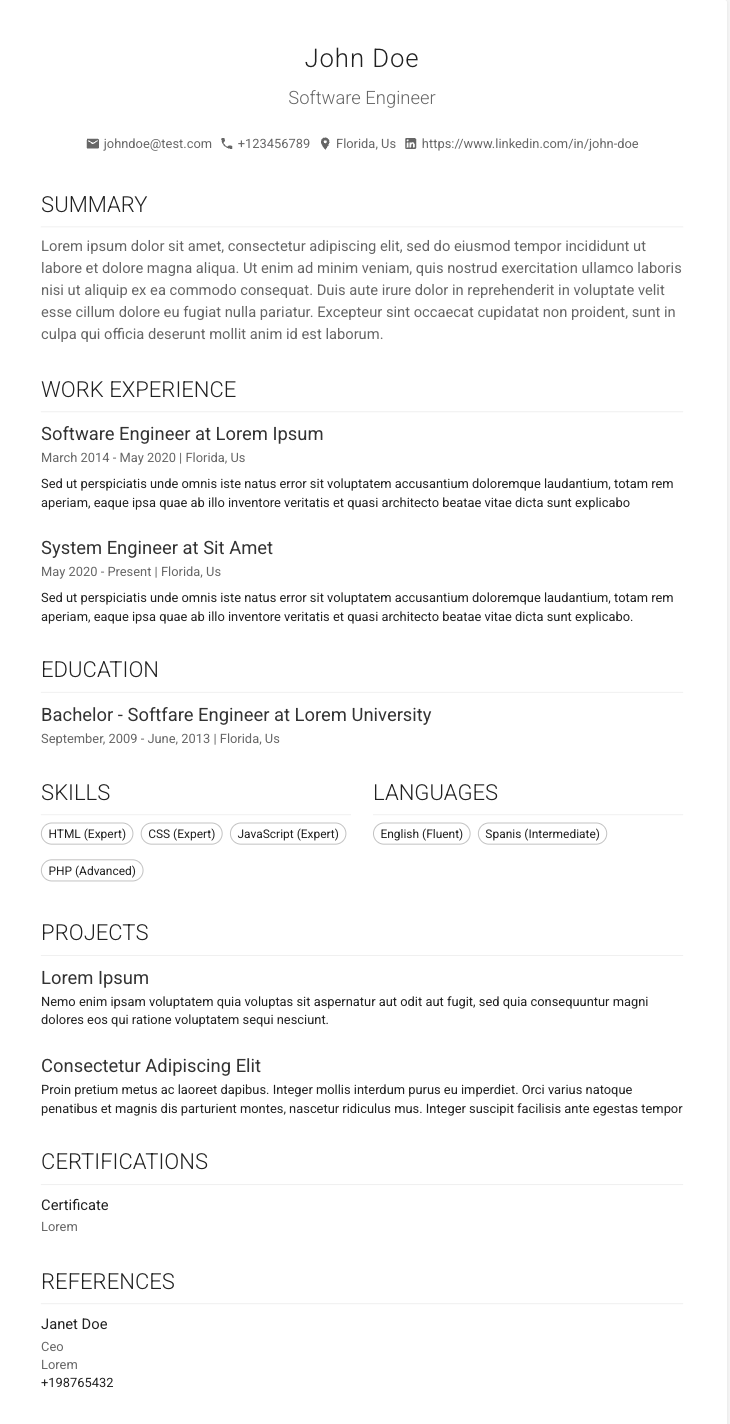 John Doe
Software Engineer
johndoe@test.com +123456789 Florida, Us https://www.linkedin.com/in/john-doe
SUMMARY
Lorem ipsum dolor sit amet, consectetur adipiscing elit, sed do eiusmod tempor incididunt ut
labore et dolore magna aliqua. Ut enim ad minim veniam, quis nostrud exercitation ullamco laboris
nisi ut aliquip ex ea commodo consequat. Duis aute irure dolor in reprehenderit in voluptate velit
esse cillum dolore eu fugiat nulla pariatur. Excepteur sint occaecat cupidatat non proident, sunt in
culpa qui officia deserunt mollit anim id est laborum.
WORK EXPERIENCE
Software Engineer at Lorem Ipsum
March 2014 - May 2020 | Florida, Us
Sed ut perspiciatis unde omnis iste natus error sit voluptatem accusantium doloremque laudantium, totam rem
aperiam, eaque ipsa quae ab illo inventore veritatis et quasi architecto beatae vitae dicta sunt explicabo
System Engineer at Sit Amet
May 2020 - Present | Florida, Us
Sed ut perspiciatis unde omnis iste natus error sit voluptatem accusantium doloremque laudantium, totam rem
aperiam, eaque ipsa quae ab illo inventore veritatis et quasi architecto beatae vitae dicta sunt explicabo.
EDUCATION
Bachelor - Softfare Engineer at Lorem University
September, 2009 - June, 2013 | Florida, Us
SKILLS
HTML (Expert) CSS (Expert) JavaScript (Expert)
PHP (Advanced)
LANGUAGES
English (Fluent) Spanis (Intermediate)
PROJECTS
Lorem Ipsum
Nemo enim ipsam voluptatem quia voluptas sit aspernatur aut odit aut fugit, sed quia consequuntur magni
dolores eos qui ratione voluptatem sequi nesciunt.
Consectetur Adipiscing Elit
Proin pretium metus ac laoreet dapibus. Integer mollis interdum purus eu imperdiet. Orci varius natoque
penatibus et magnis dis parturient montes, nascetur ridiculus mus. Integer suscipit facilisis ante egestas tempor
CERTIFICATIONS
Certificate
Lorem
REFERENCES
Janet Doe
Ceo
Lorem
+198765432